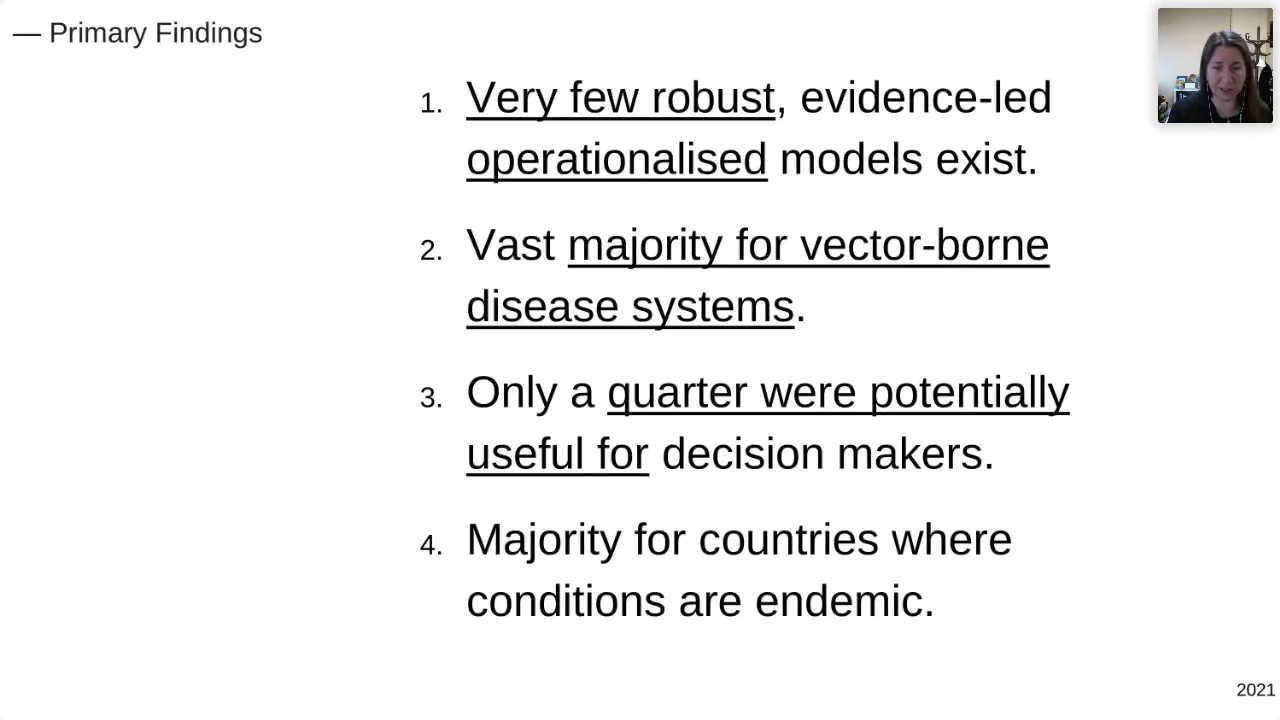 — Primary Findings
1. Very few robust, evidence-led
operationalised models exist.
2. Vast majority for vector-borne
disease systems.
3. Only a quarter were potentially
useful for decision makers.
4. Majority for countries where
conditions are endemic.
2021